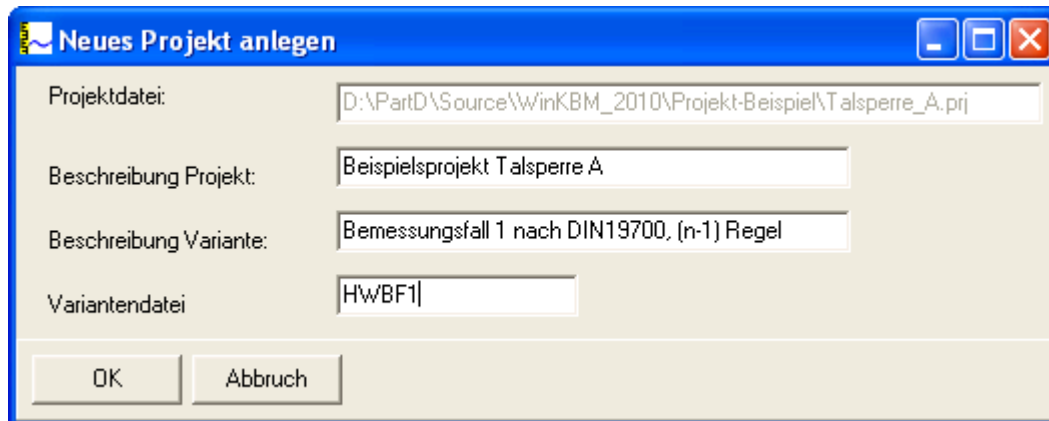 Neues Projekt anlegen
Projektdatei: D:\PartD\Source\WinKBM_2010\Projekt-Beispiel\Talsperre_A.prj
Beschreibung Projekt: Beispielsprojekt Talsperre A
Beschreibung Variante: Bemessungsfall 1 nach DIN19700, (n-1) Regel
Variantendatei HWBF1
OK Abbruch